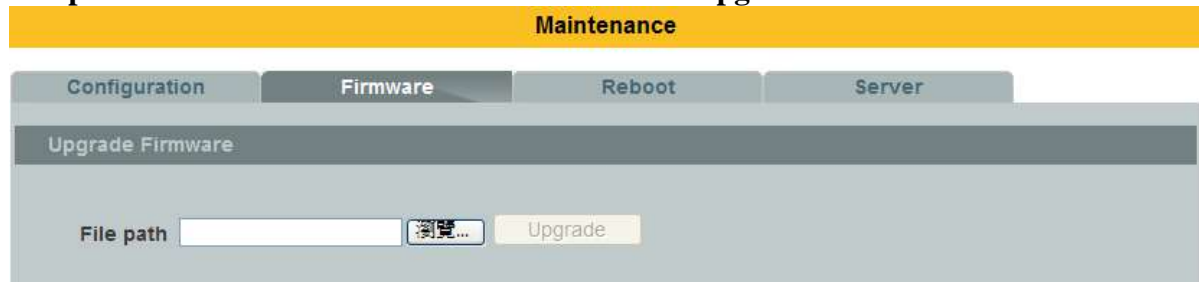 Maintenance
Configuration Firmware Reboot Server
Upgrade Firmware
File path 瀏覽... Upgrade